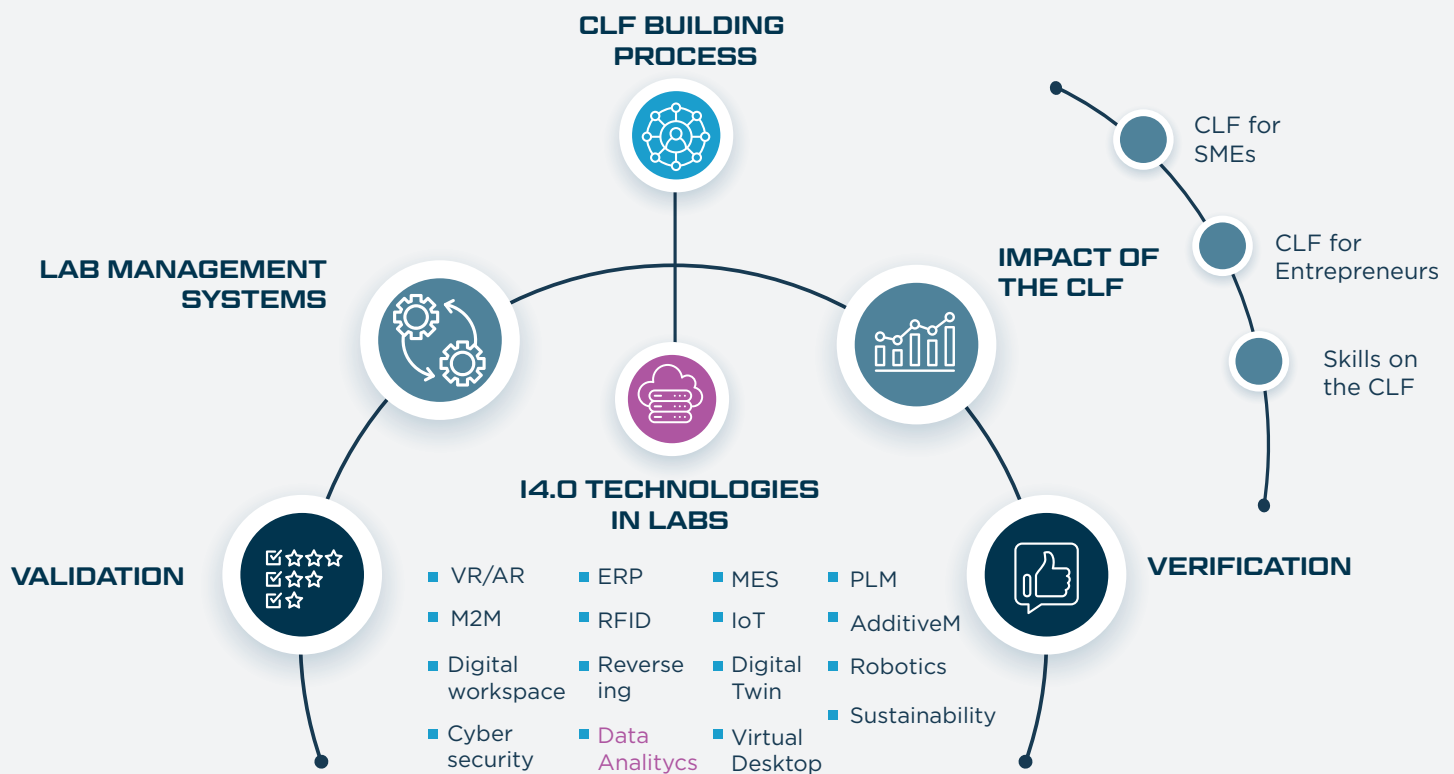 CLF BUILDING
PROCESS
CLF for
SMEs
CLF for
Entrepreneurs
Skills on
the CLF
LAB MANAGEMENT
SYSTEMS
IMPACT OF
THE CLF
I4.0 TECHNOLOGIES
IN LABS
VALIDATION
VERIFICATION
VR/AR
M2M
Digital
workspace
Cyber
security
ERP
RFID
Reverse
ing
Data
Analitycs
MES
IoT
Digital
Twin
Virtual
Desktop
PLM
AdditiveM
Robotics
Sustainability